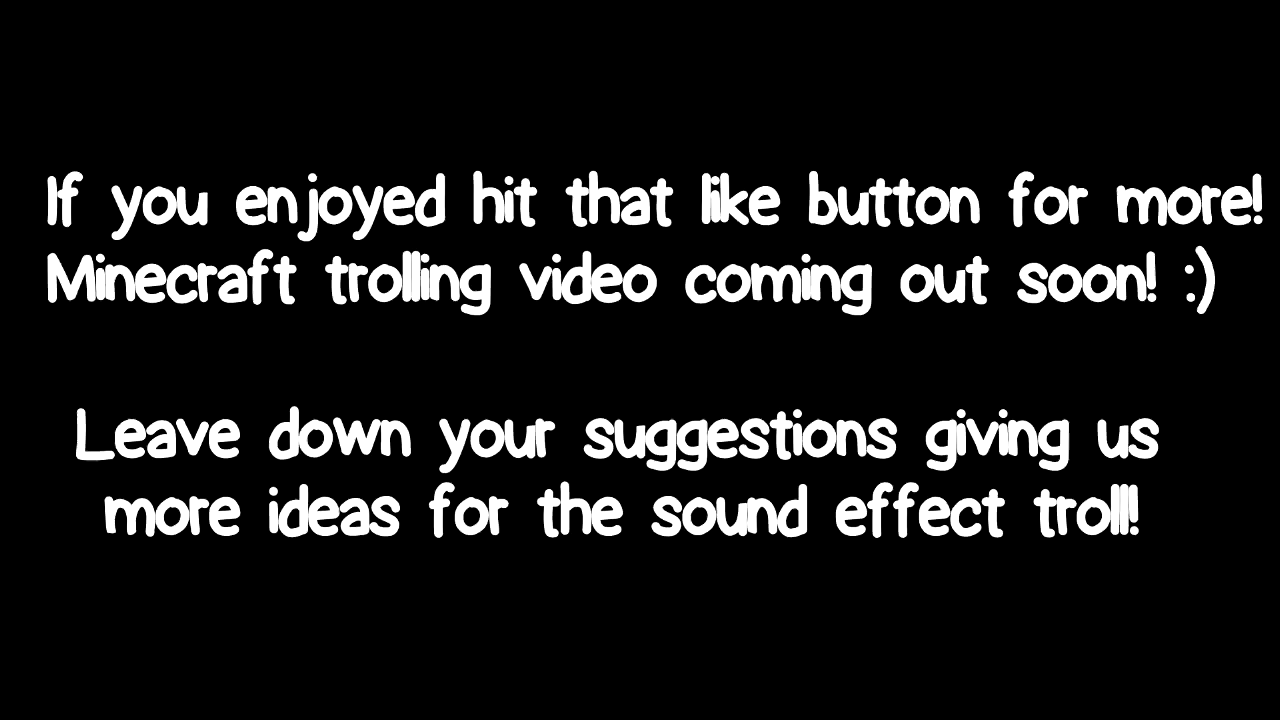 If you enjoyed hit that like button for more!
Minecraft trolling video coming out soon! :)
Leave down your suggestions giving us
more ideas for the sound effect troll!